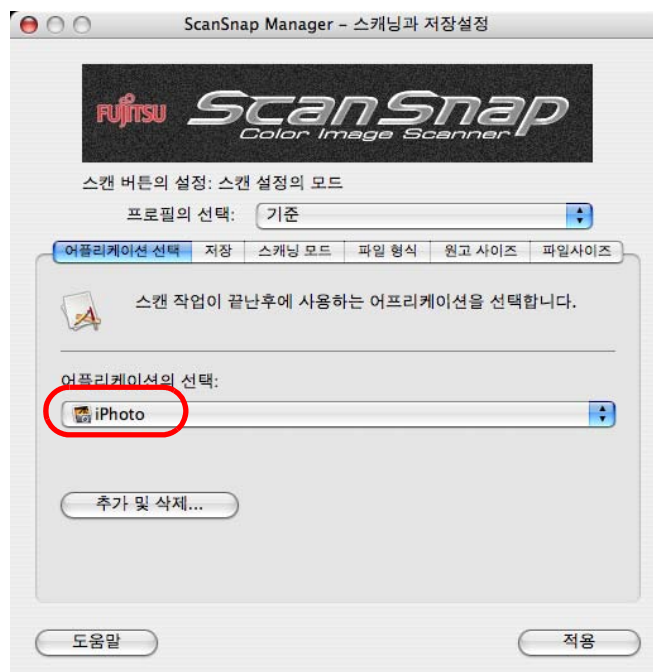 ScanSnap Manager – 스캐닝과 저장설정
FUJITSU ScanSnap
Color Image Scanner
스캔 버튼의 설정: 스캔 설정의 모드
프로필의 선택: 기준
어플리케이션 선택 저장 스캐닝 모드 파일 형식 원고 사이즈 파일사이즈
스캔 작업이 끝난후에 사용하는 어프리케이션을 선택합니다.
어플리케이션의 선택:
iPhoto
추가 및 삭제...
도움말 적용